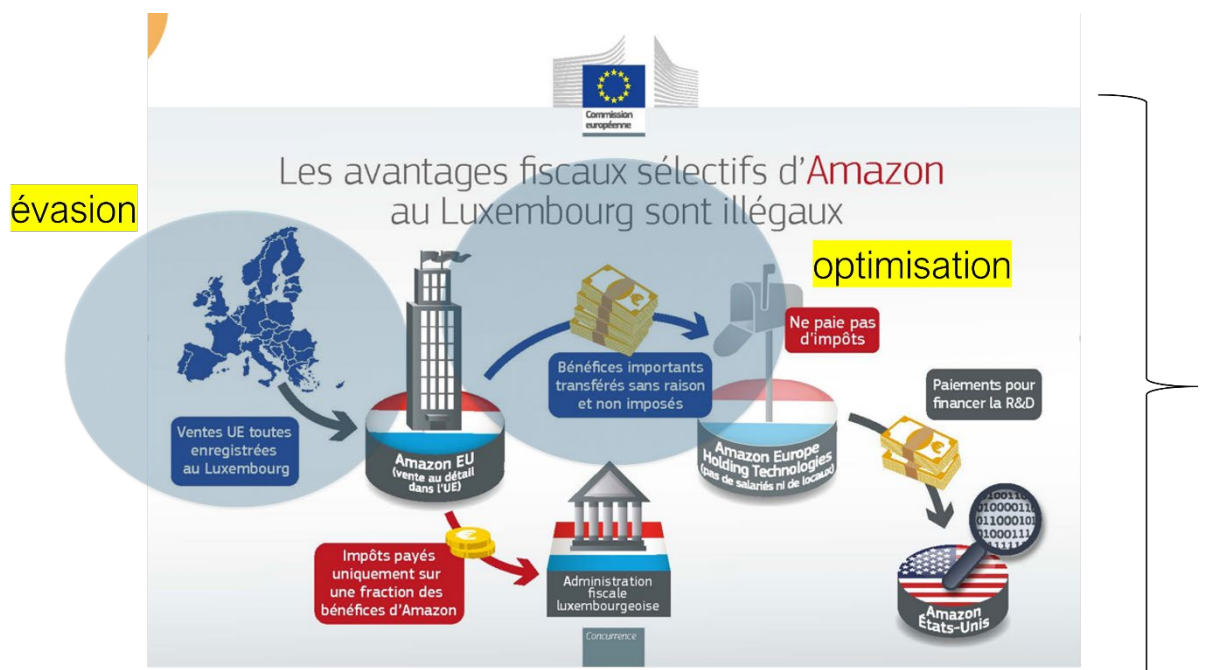 Commission
européenne
Les avantages fiscaux sélectifs d'Amazon
au Luxembourg sont illégaux
évasion
optimisation
Ne paie pas
d'impôts
Bénéfices importants
transférés sans raison
et non imposés
Paiements pour
financer la R&D
Ventes UE toutes
enregistrées
au Luxembourg
Amazon EU
(vente au détail
dans l'UE)
Amazon Europe
Holding Technologies
(pas de salariés ni de locaux)
Impôts payés
uniquement sur
une fraction des
bénéfices d'Amazon
Administration
fiscale
luxembourgeoise
Amazon
États-Unis
Concurrence